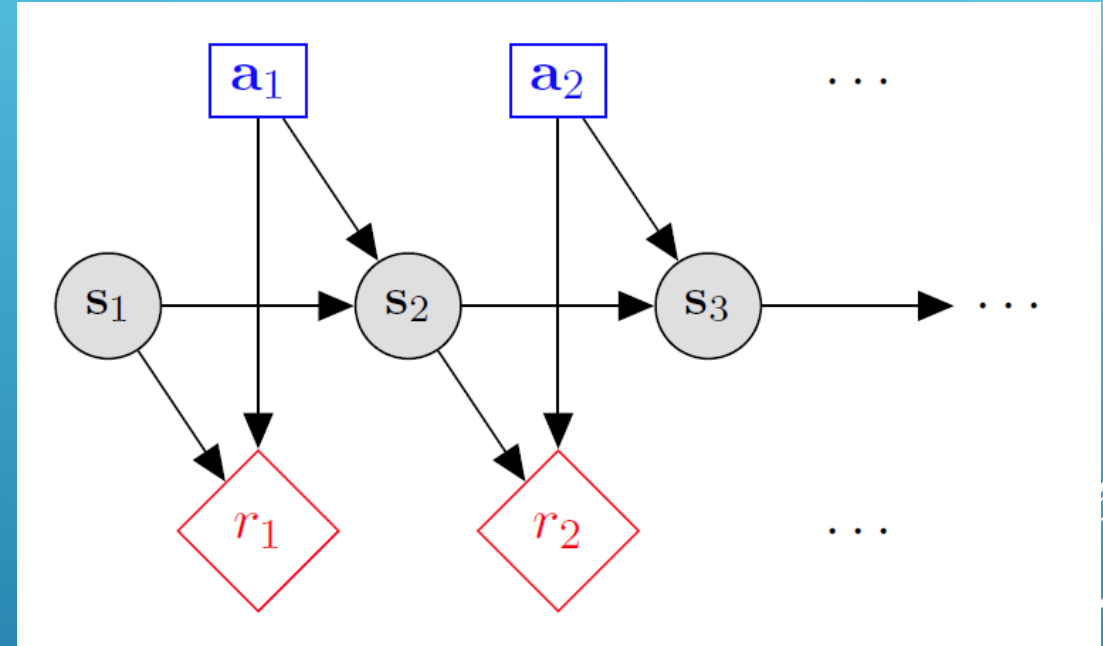 a₁ a₂ ...
s₁ s₂ s₃ ...
r₁ r₂ ...